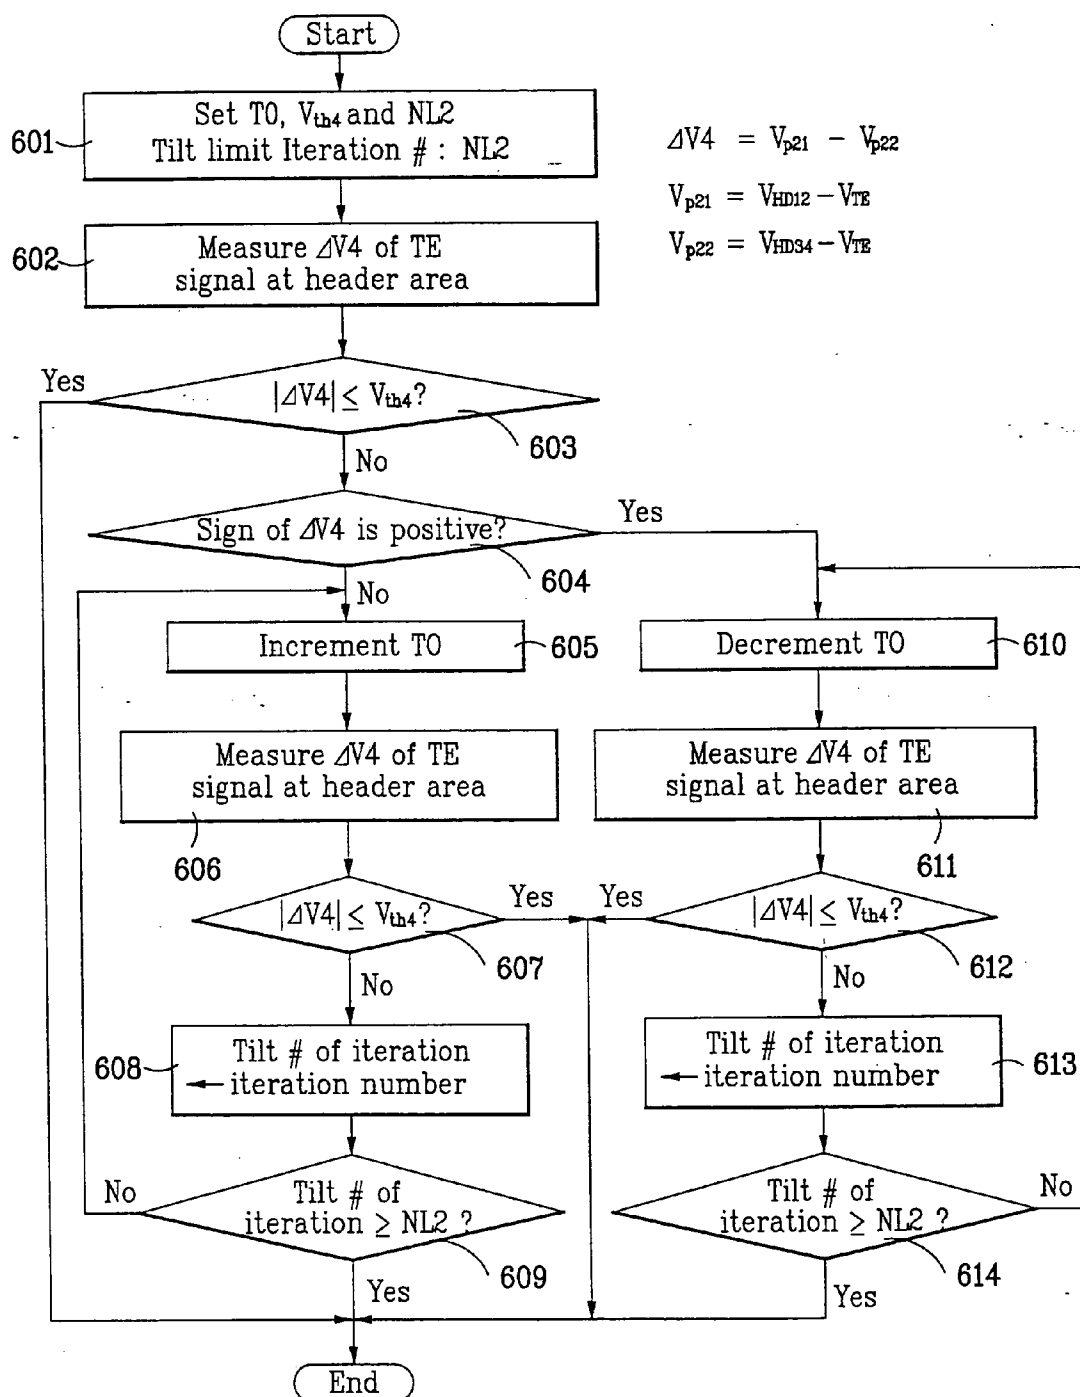 Start
601
Set TO, Vth4 and NL2
Tilt limit Iteration # : NL2
ΔV4 = Vp21 - Vp22
Vp21 = VHD12 - VTE
Vp22 = VHD34 - VTE
602
Measure ΔV4 of TE
signal at header area
Yes
|ΔV4| ≤ Vth4?
603
No
Sign of ΔV4 is positive?
604
Yes
No
Increment TO
605
Decrement TO
610
Measure ΔV4 of TE
signal at header area
606
Measure ΔV4 of TE
signal at header area
611
|ΔV4| ≤ Vth4?
607
Yes
Yes
|ΔV4| ≤ Vth4?
612
No
No
608
Tilt # of iteration
← iteration number
Tilt # of iteration
← iteration number
613
No
Tilt # of
iteration ≥ NL2 ?
609
Tilt # of
iteration ≥ NL2 ?
614
No
Yes
Yes
End